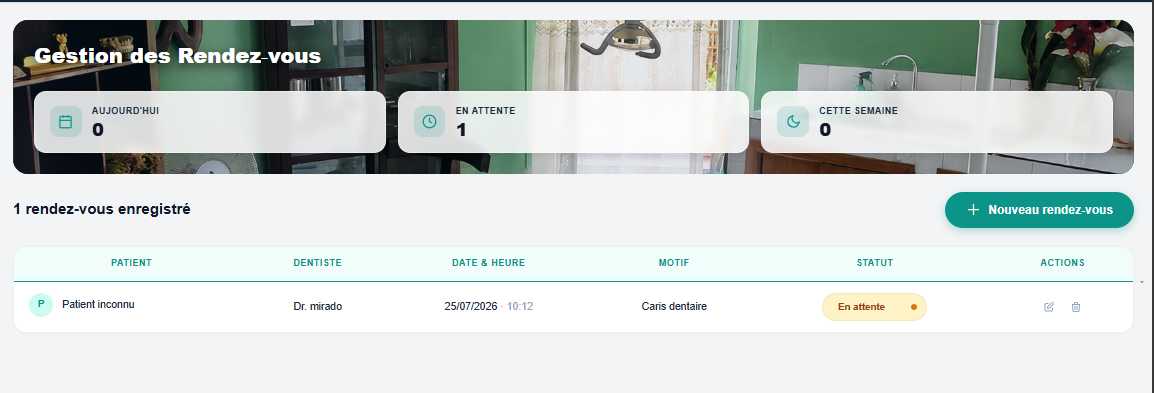 Gestion des Rendez-vous
AUJOURD'HUI
0
EN ATTENTE
1
CETTE SEMAINE
0
1 rendez-vous enregistré
Nouveau rendez-vous
PATIENT DENTISTE DATE & HEURE MOTIF STATUT ACTIONS
P Patient inconnu Dr. mirado 25/07/2026 · 10:12 Caris dentaire En attente